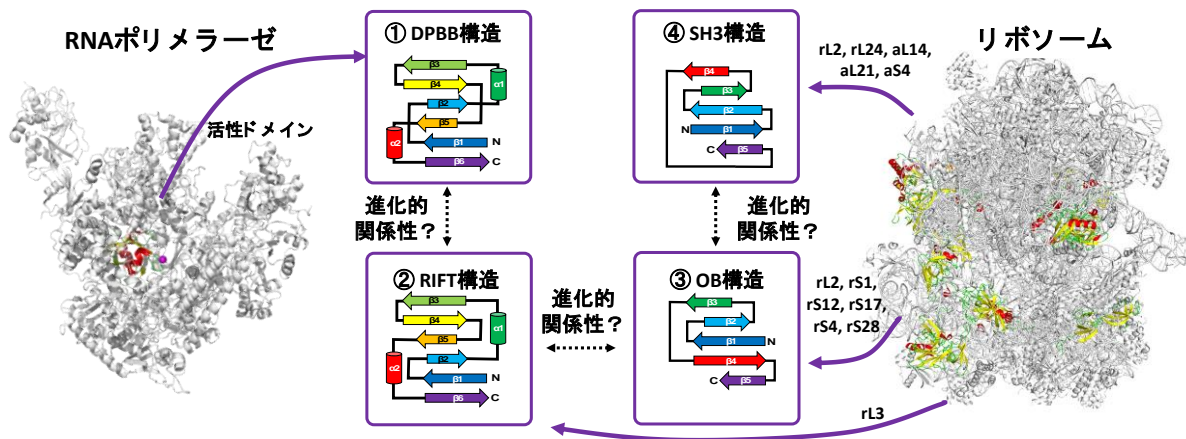 RNAポリメラーゼ
活性ドメイン
① DPBB構造
β3
β4
α1
β2
β5
α2
β1
N
β6
C
進化的
関係性？
② RIFT構造
β3
β4
α1
β5
α2
β2
β1
N
β6
C
進化的
関係性？
④ SH3構造
β4
β3
β2
N
β1
C
β5
進化的
関係性？
③ OB構造
β3
β2
β1
N
β4
C
β5
リボソーム
rL2, rL24, aL14,
aL21, aS4
rL2, rS1,
rS12, rS17,
rS4, rS28
rL3